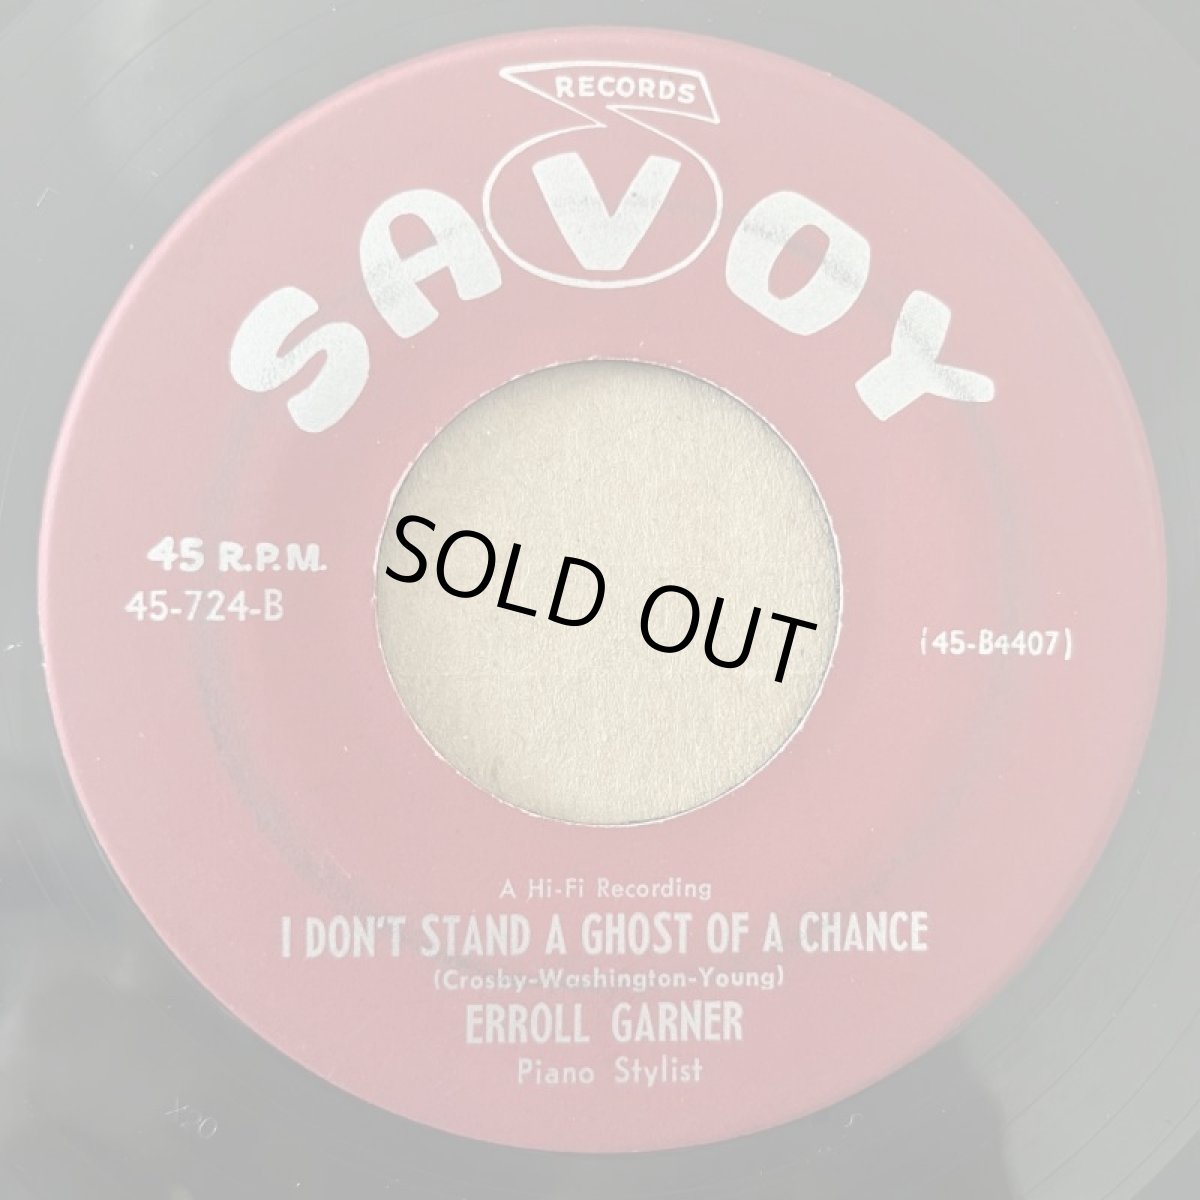 RECORDS
SAVOY
45 R.P.M.
45-724-B
(45-B4407)
SOLD OUT
A Hi-Fi Recording
I DON'T STAND A GHOST OF A CHANCE
(Crosby-Washington-Young)
ERROLL GARNER
Piano Stylist